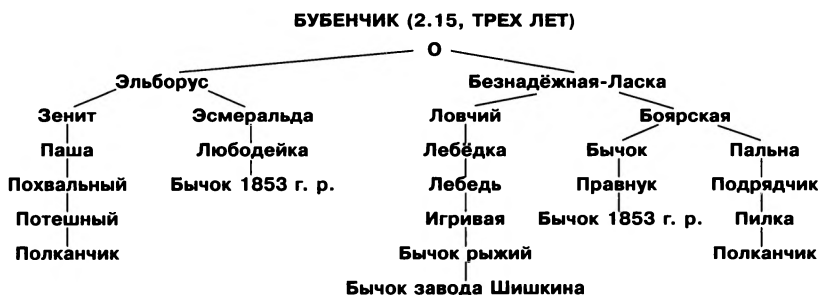 БУБЕНЧИК (2.15, ТРЕХ ЛЕТ)
О
Эльборус Безнадёжная-Ласка
Зенит Эсмеральда Ловчий Боярская
Паша Любодейка Лебёдка Бычок Пальна
Похвальный Бычок 1853 г. р. Лебедь Правнук Подрядчик
Потешный Игривая Бычок 1853 г. р. Пилка
Полканчик Бычок рыжий Полканчик
Бычок завода Шишкина